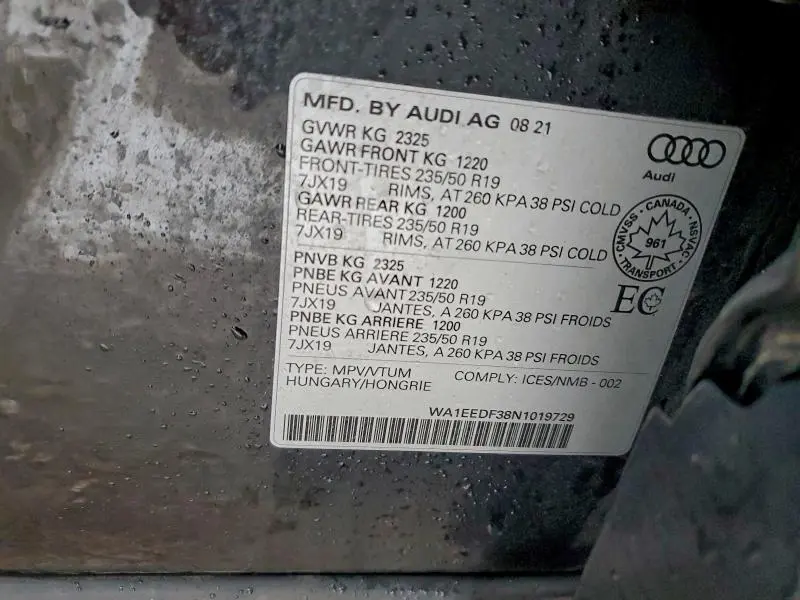 MFD. BY AUDI AG 08 21
GVWR KG 2325
GAWR FRONT KG 1220
FRONT-TIRES 235/50 R19
7JX19 RIMS, AT 260 KPA 38 PSI COLD
GAWR REAR KG 1200
REAR-TIRES 235/50 R19
7JX19 RIMS, AT 260 KPA 38 PSI COLD
Audi
CMVSS · CANADA · NSVAC
961
TRANSPORT
EC
PNVB KG 2325
PNBE KG AVANT 1220
PNEUS AVANT 235/50 R19
7JX19 JANTES, A 260 KPA 38 PSI FROIDS
PNBE KG ARRIERE 1200
PNEUS ARRIERE 235/50 R19
7JX19 JANTES, A 260 KPA 38 PSI FROIDS
TYPE: MPV/VTUM COMPLY: ICES/NMB - 002
HUNGARY/HONGRIE
WA1EEDF38N1019729